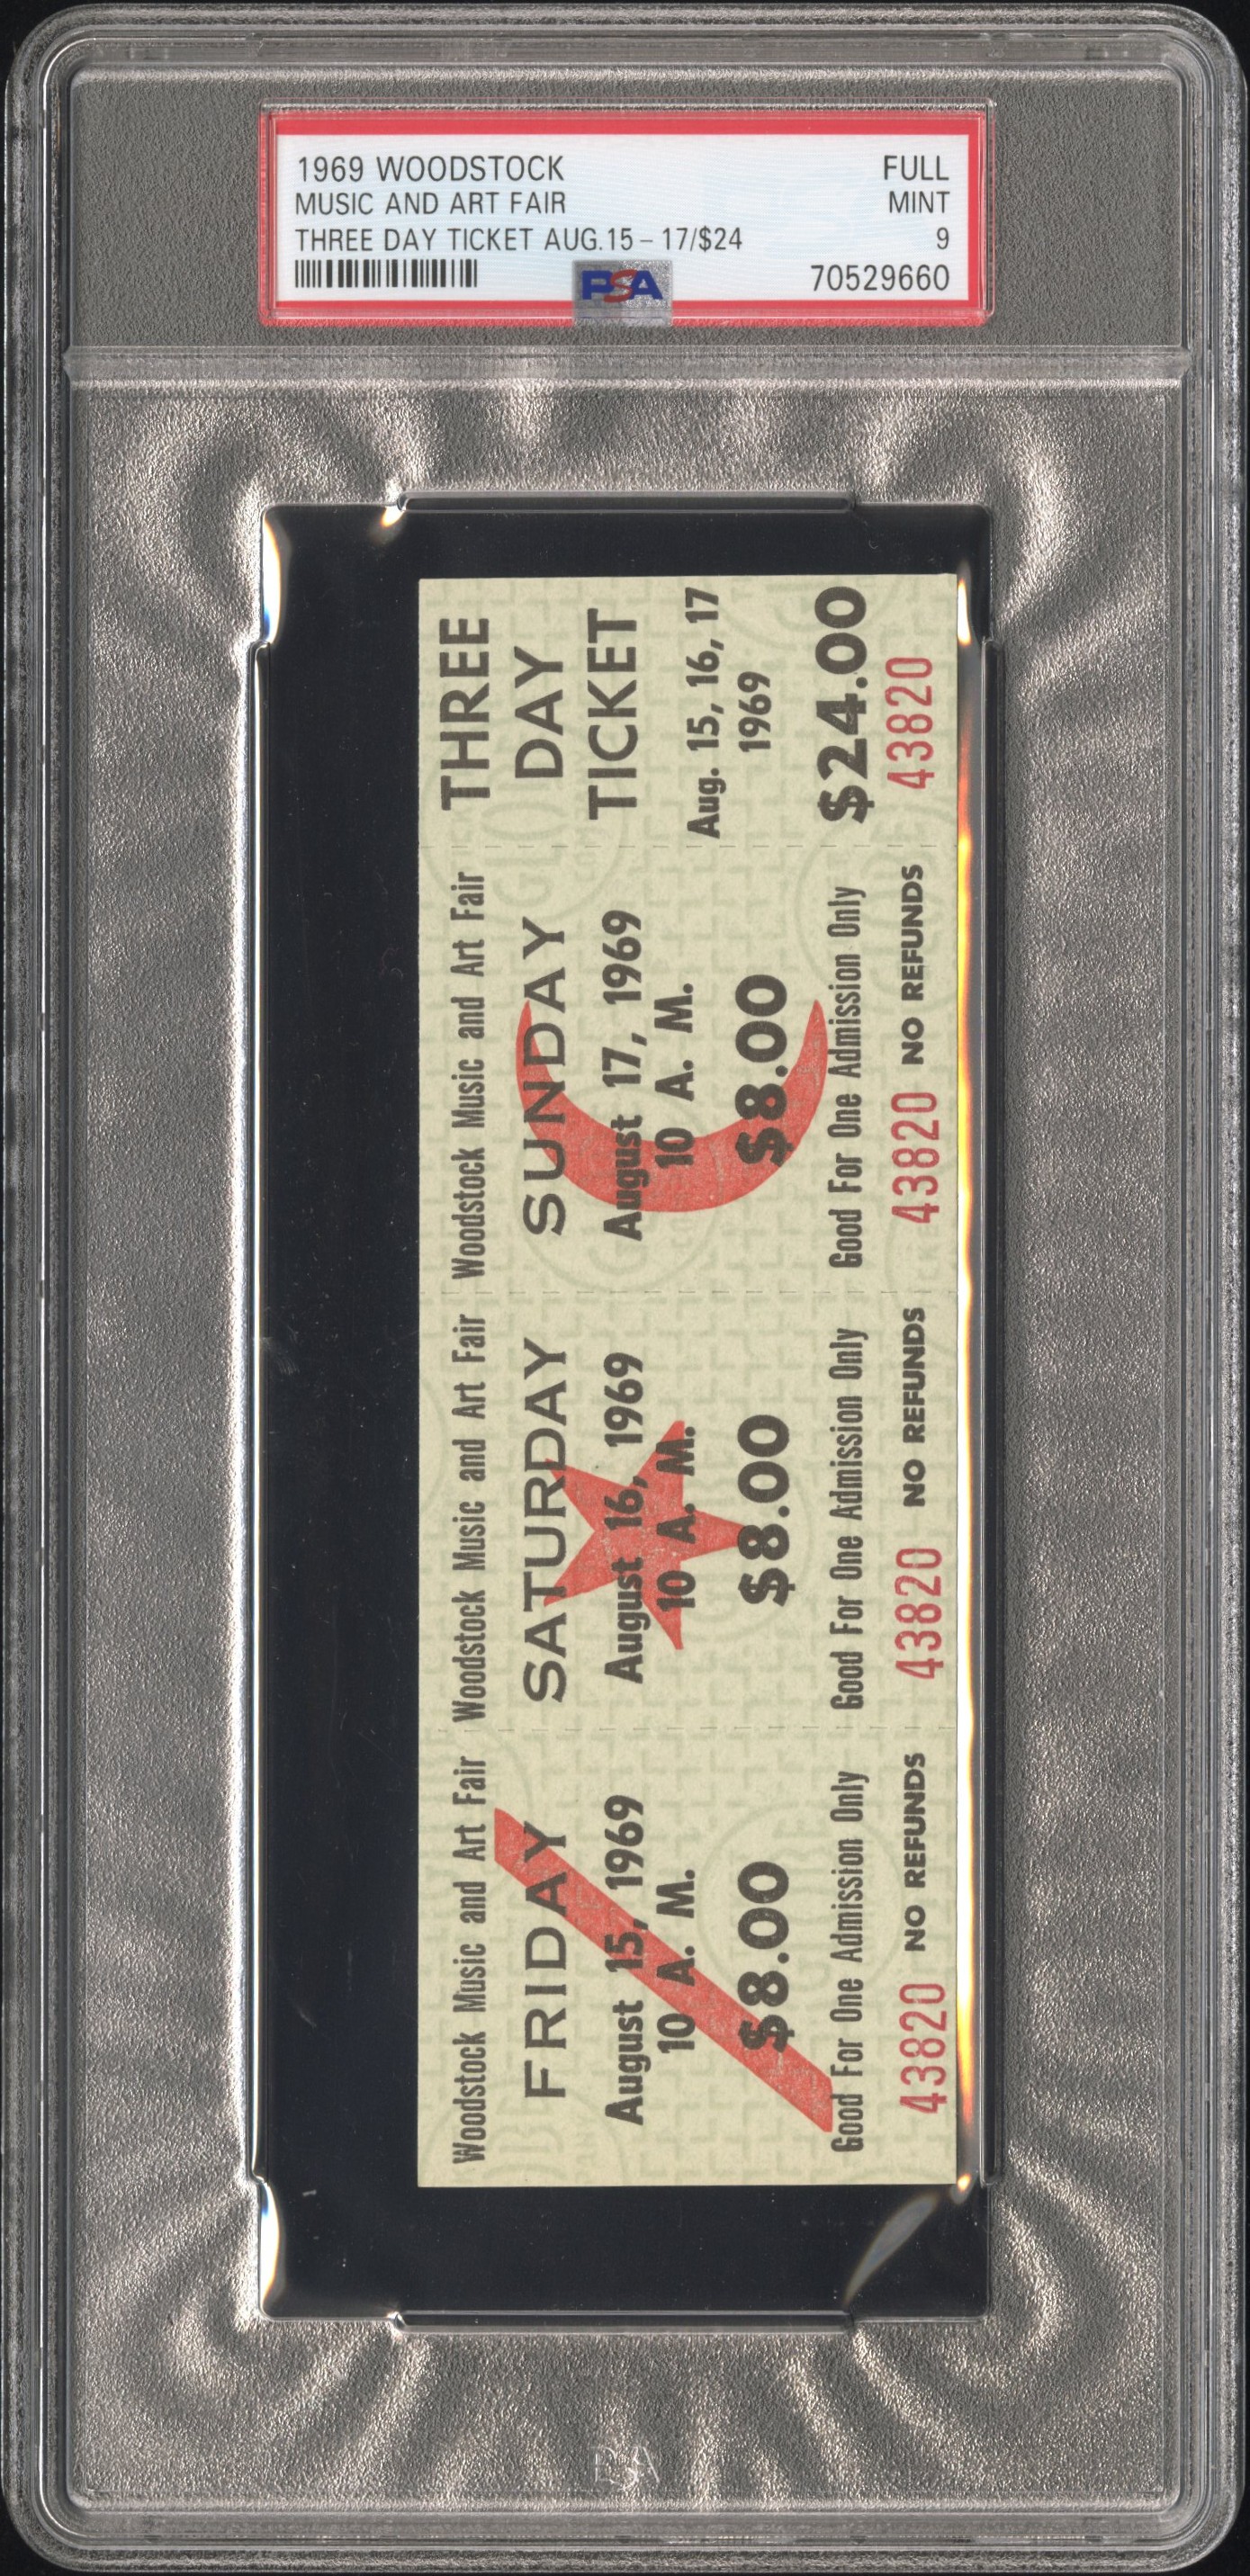 1969 WOODSTOCK FULL
MUSIC AND ART FAIR MINT
THREE DAY TICKET AUG.15 - 17/$24 9
PSA 70529660
Woodstock Music and Art Fair
FRIDAY
August 15, 1969
10 A. M.
$8.00
Good For One Admission Only
43820 NO REFUNDS
Woodstock Music and Art Fair
SATURDAY
August 16, 1969
10 A. M.
$8.00
Good For One Admission Only
43820 NO REFUNDS
Woodstock Music and Art Fair
SUNDAY
August 17, 1969
10 A. M.
$8.00
Good For One Admission Only
43820 NO REFUNDS
THREE
DAY
TICKET
Aug. 15, 16, 17
1969
$24.00
43820
PSA